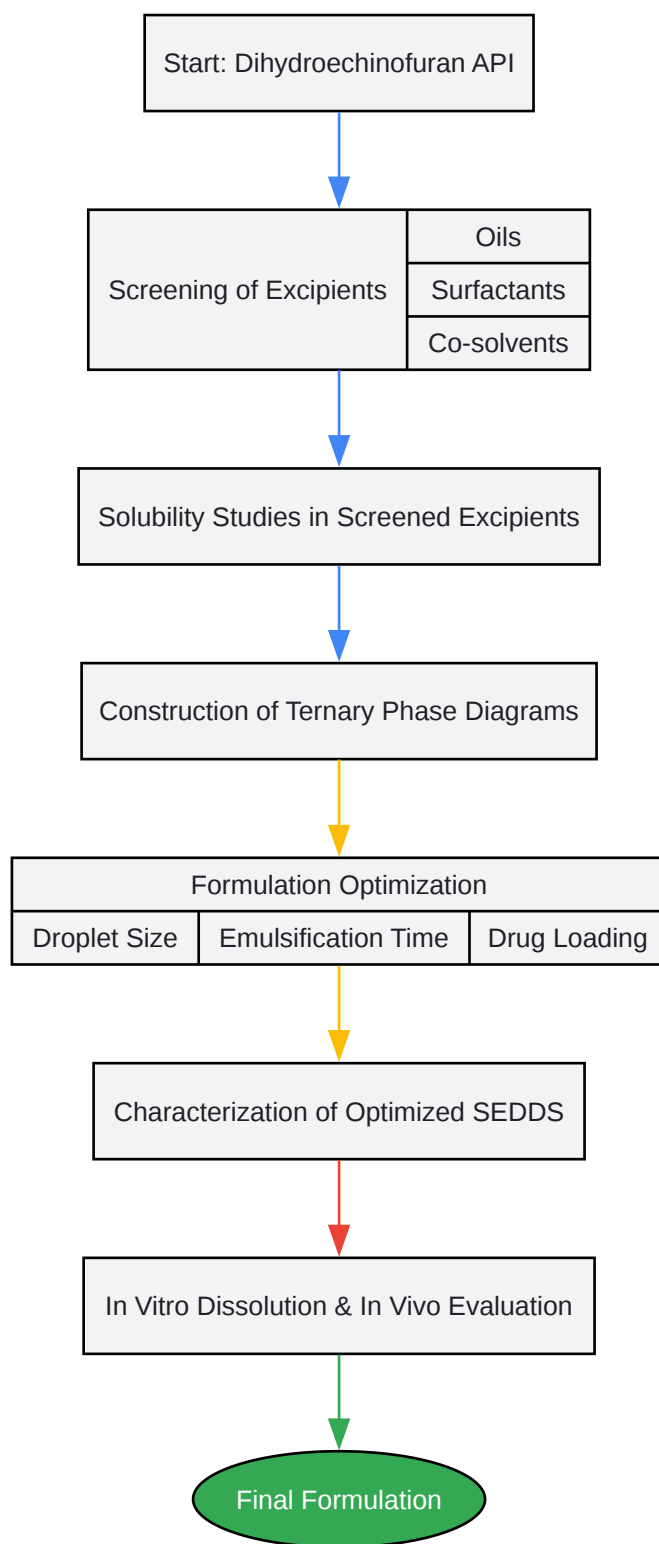 Start: Dihydroechinofuran API
Screening of Excipients
Oils
Surfactants
Co-solvents
Solubility Studies in Screened Excipients
Construction of Ternary Phase Diagrams
Formulation Optimization
Droplet Size
Emulsification Time
Drug Loading
Characterization of Optimized SEDDS
In Vitro Dissolution & In Vivo Evaluation
Final Formulation